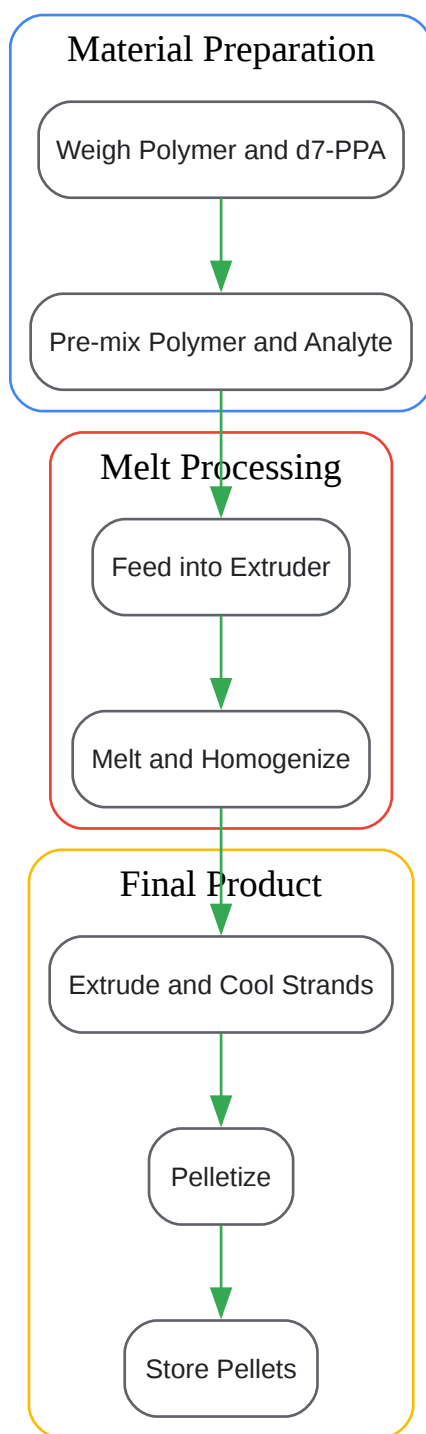 Material Preparation
Weigh Polymer and d7-PPA
Pre-mix Polymer and Analyte
Melt Processing
Feed into Extruder
Melt and Homogenize
Final Product
Extrude and Cool Strands
Pelletize
Store Pellets